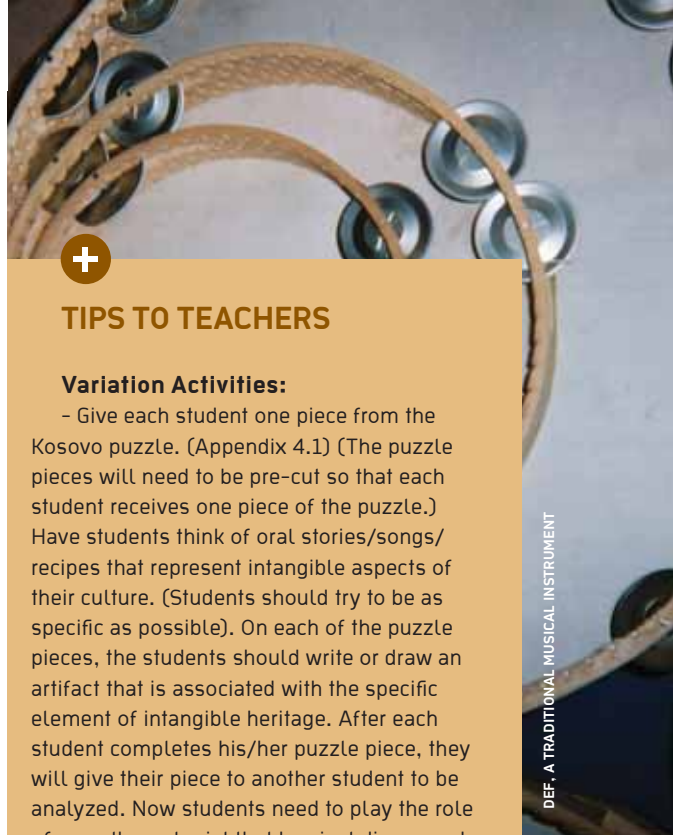 TIPS TO TEACHERS
Variation Activities:
- Give each student one piece from the
Kosovo puzzle. (Appendix 4.1) (The puzzle
pieces will need to be pre-cut so that each
student receives one piece of the puzzle.)
Have students think of oral stories/songs/
recipes that represent intangible aspects of
their culture. (Students should try to be as
specific as possible). On each of the puzzle
pieces, the students should write or draw an
artifact that is associated with the specific
element of intangible heritage. After each
student completes his/her puzzle piece, they
will give their piece to another student to be
analyzed. Now students need to play the role
DEF, A TRADITIONAL MUSICAL INSTRUMENT